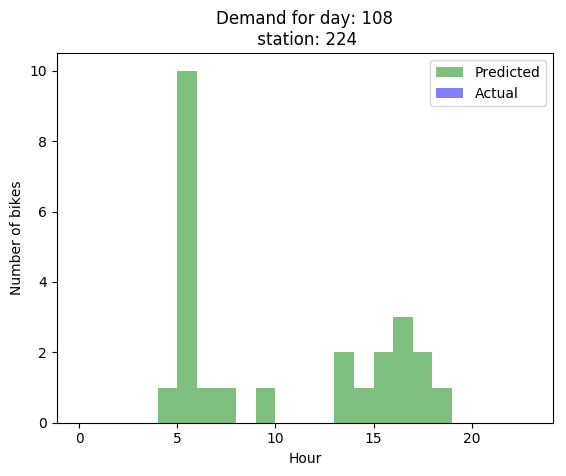 Demand for day: 108
station: 224
Predicted
Actual
Number of bikes
10
8
6
4
2
0
0 5 10 15 20
Hour